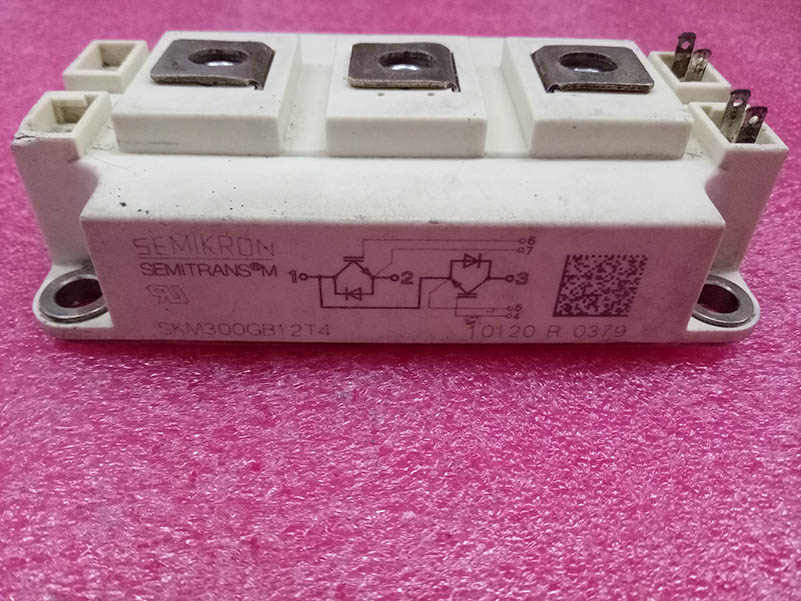 SEMIKRON
SEMITRANS®M
1 2 3
6
7
5
4
SKM300GB12T4
10120 R 0379